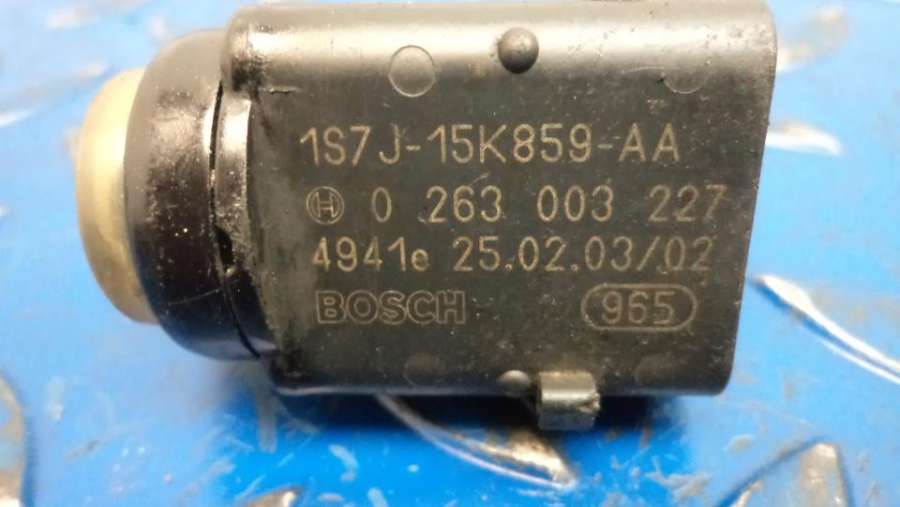 1S7J-15K859-AA
0 263 003 227
4941e 25.02.03/02
BOSCH 965